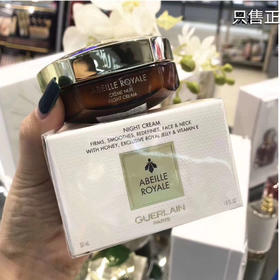 只售正
ABEILLE ROYALE
CRÈME NUIT
NIGHT CREAM
NIGHT CREAM
FIRMS, SMOOTHES, REDEFINES, FACE & NECK
WITH HONEY, EXCLUSIVE ROYAL JELLY & VITAMIN E
ABEILLE
ROYALE
GUERLAIN
PARIS